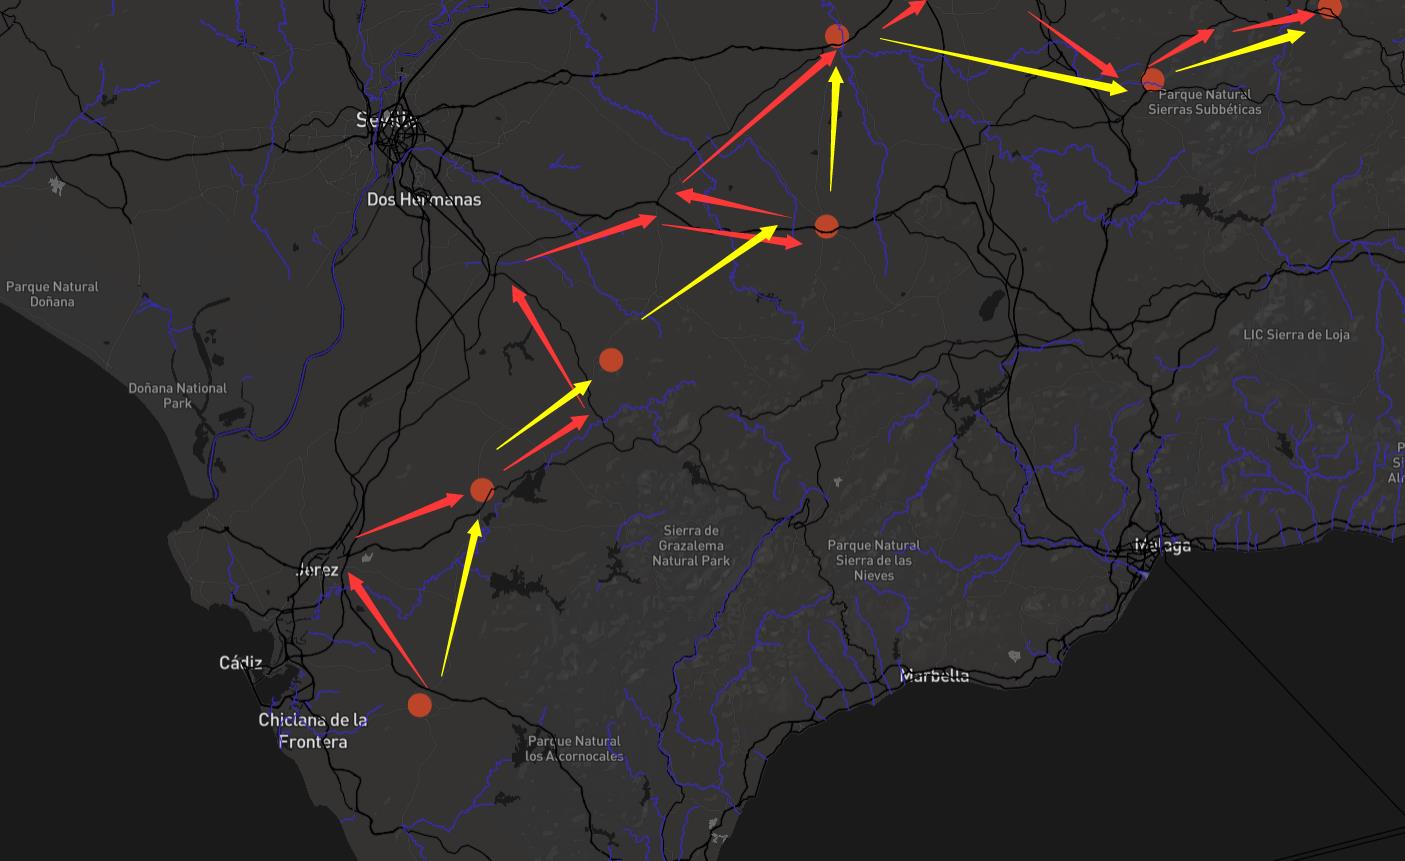 Parque Natural
Sierras Subbéticas
Sevilla
Dos Hermanas
Parque Natural
Doñana
LIC Sierra de Loja
Doñana National
Park
Sierra de
Grazalema
Natural Park
Parque Natural
Sierra de las
Nieves
Málaga
Jerez
Cádiz
Marbella
Chiclana de la
Frontera
Parque Natural
los Alcornocales